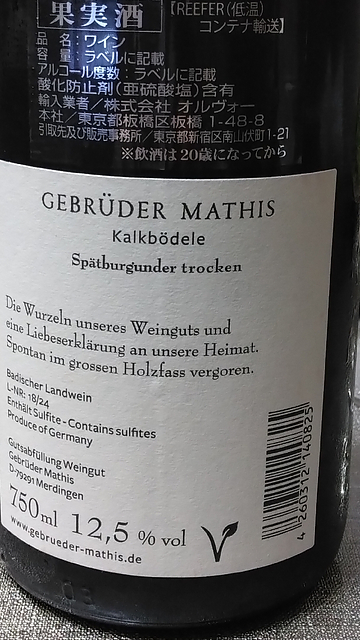 果実酒
【REEFER(低温)
コンテナ輸送】
品名:ワイン
容量:ラベルに記載
アルコール度数:ラベルに記載
酸化防止剤(亜硫酸塩)含有
輸入業者/株式会社 オルヴォー
本社/東京都板橋区板橋 1-48-8
引取先及び販売事務所/東京都新宿区南山伏町1-21
※飲酒は20歳になってから
GEBRÜDER MATHIS
Kalkbödele
Spätburgunder trocken
Die Wurzeln unseres Weinguts und
eine Liebeserklärung an unsere Heimat.
Spontan im grossen Holzfass vergoren.
Badischer Landwein
L-NR: 18/24
Enthält Sulfite - Contains sulfites
Produce of Germany
Gutsabfüllung Weingut
Gebrüder Mathis
D-79291 Merdingen
750ml 12,5 % vol
www.gebrueder-mathis.de
4 260312 140825